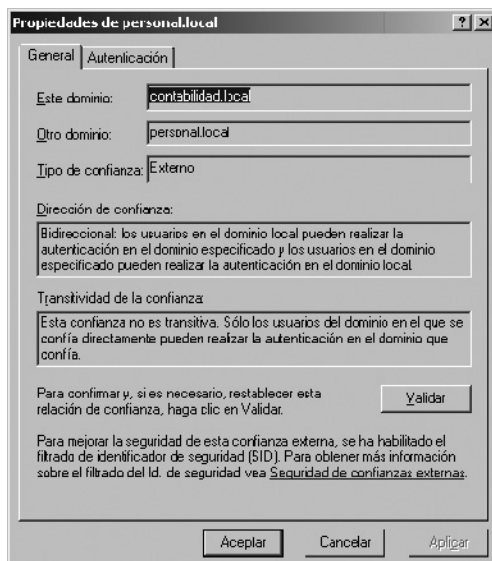 Propiedades de personal.local
General
Autenticación
Este dominio: contabilidad.local
Otro dominio: personal.local
Tipo de confianza: Externo
Dirección de confianza:
Bidireccional: los usuarios en el dominio local pueden realizar la
autenticación en el dominio especificado y los usuarios en el dominio
especificado pueden realizar la autenticación en el dominio local.
Transitividad de la confianza:
Esta confianza no es transitiva. Sólo los usuarios del dominio en el que se
confía directamente pueden realizar la autenticación en el dominio que
confía.
Para confirmar y, si es necesario, restablecer esta
relación de confianza, haga clic en Validar.
Validar
Para mejorar la seguridad de esta confianza externa, se ha habilitado el
filtrado de identificador de seguridad (SID). Para obtener más información
sobre el filtrado del Id. de seguridad vea Seguridad de confianzas externas.
Aceptar
Cancelar
Aplicar